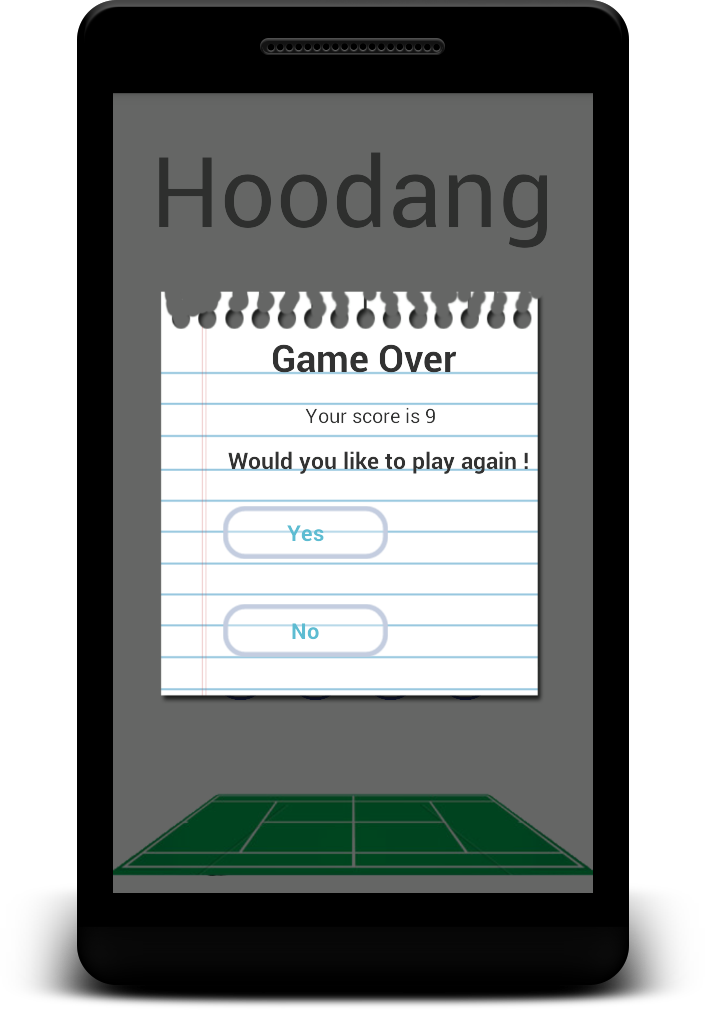 Hoodang
Game Over
Your score is 9
Would you like to play again !
Yes
No